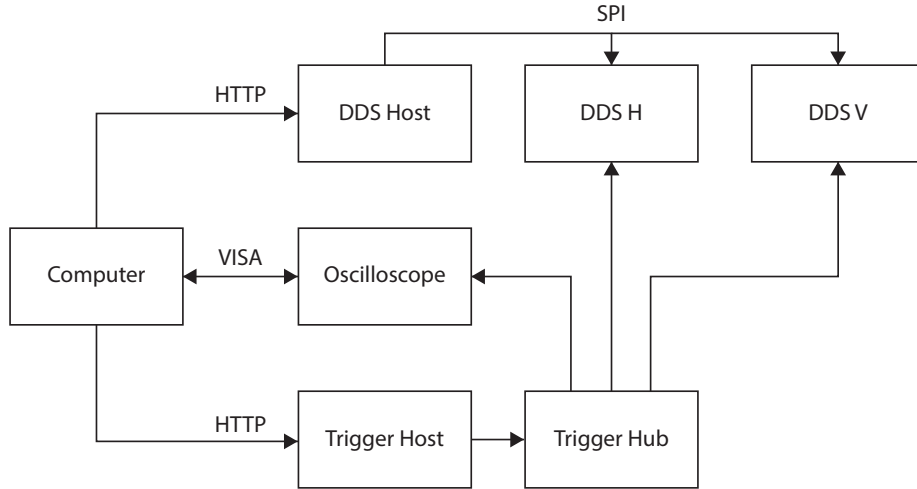 SPI
HTTP
DDS Host
DDS H
DDS V
Computer
VISA
Oscilloscope
HTTP
Trigger Host
Trigger Hub